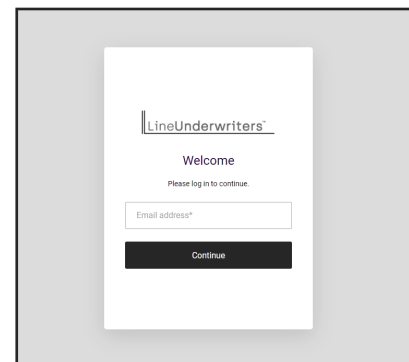 LineUnderwriters™
Welcome
Please log in to continue.
Email address*
Continue